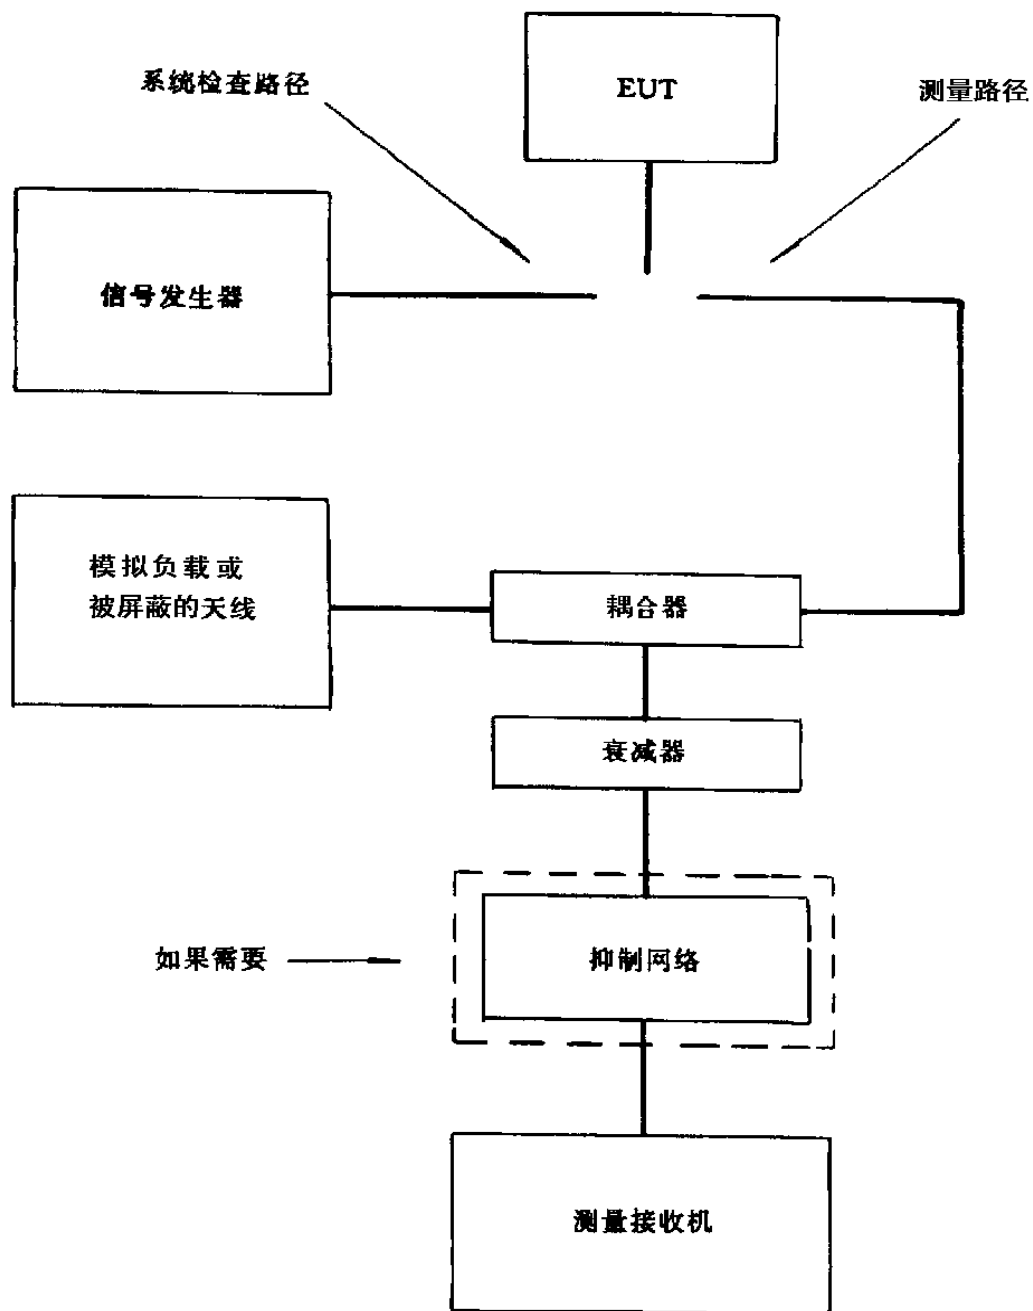 系统检查路径
EUT
测量路径
信号发生器
模拟负载或
被屏蔽的天线
耦合器
衰减器
如果需要
抑制网络
测量接收机